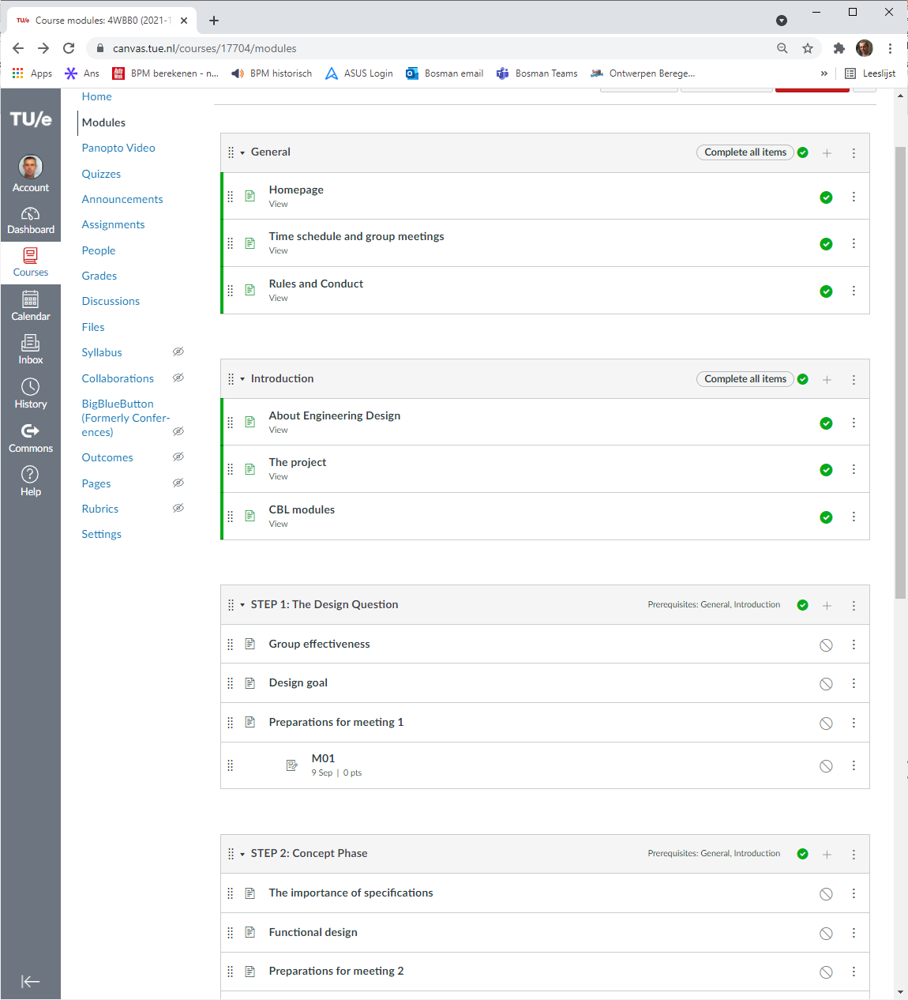 TU/e Course modules: 4WBB0 (2021-1
canvas.tue.nl/courses/17704/modules
Apps
Ans
BPM berekenen - n...
BPM historisch
ASUS Login
Bosman email
Bosman Teams
Ontwerpen Berege...
»
Leeslijst
TU/e
Account
Dashboard
Courses
Calendar
Inbox
History
Commons
Help
Home
Modules
Panopto Video
Quizzes
Announcements
Assignments
People
Grades
Discussions
Files
Syllabus
Collaborations
BigBlueButton
(Formerly Confer-
ences)
Outcomes
Pages
Rubrics
Settings
General
Complete all items
Homepage
View
Time schedule and group meetings
View
Rules and Conduct
View
Introduction
Complete all items
About Engineering Design
View
The project
View
CBL modules
View
STEP 1: The Design Question
Prerequisites: General, Introduction
Group effectiveness
Design goal
Preparations for meeting 1
M01
9 Sep | 0 pts
STEP 2: Concept Phase
Prerequisites: General, Introduction
The importance of specifications
Functional design
Preparations for meeting 2